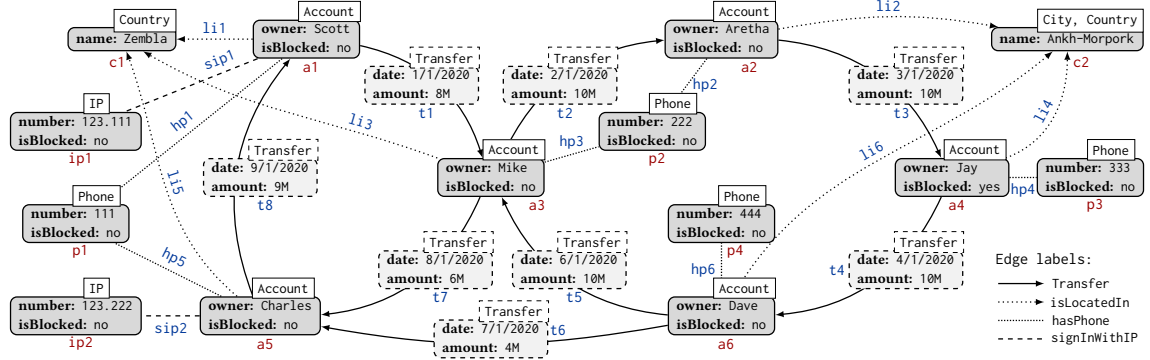 Country
name: Zembla
c1
li1
Account
owner: Scott
isBlocked: no
a1
sip1
Transfer
date: 1/1/2020
amount: 8M
t1
Transfer
date: 2/1/2020
amount: 10M
t2
Account
owner: Aretha
isBlocked: no
a2
li2
City, Country
name: Ankh-Morpork
c2
Transfer
date: 3/1/2020
amount: 10M
t3
IP
number: 123.111
isBlocked: no
ip1
hp1
li3
hp2
Phone
number: 222
isBlocked: no
p2
hp3
li4
li6
Account
owner: Mike
isBlocked: no
a3
Account
owner: Jay
isBlocked: yes
a4
hp4
Phone
number: 333
isBlocked: no
p3
Transfer
date: 9/1/2020
amount: 9M
t8
li5
Phone
number: 111
isBlocked: no
p1
hp5
Phone
number: 444
isBlocked: no
p4
hp6
Transfer
date: 8/1/2020
amount: 6M
t7
Transfer
date: 6/1/2020
amount: 10M
t5
Transfer
date: 4/1/2020
amount: 10M
t4
IP
number: 123.222
isBlocked: no
ip2
sip2
Account
owner: Charles
isBlocked: no
a5
Transfer
date: 7/1/2020
amount: 4M
t6
Account
owner: Dave
isBlocked: no
a6
Edge labels:
Transfer
isLocatedIn
hasPhone
signInWithIP